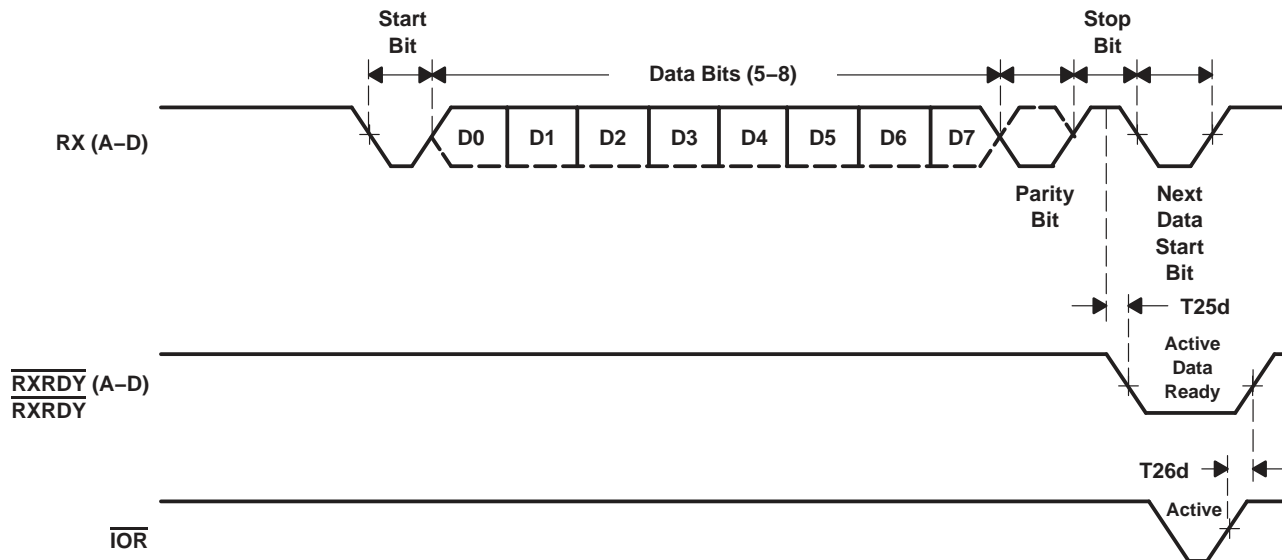 Start
Bit
Stop
Bit
Data Bits (5–8)
RX (A–D)
D0 D1 D2 D3 D4 D5 D6 D7
Parity
Bit
Next
Data
Start
Bit
T25d
RXRDY (A–D)
RXRDY
Active
Data
Ready
T26d
IOR
Active